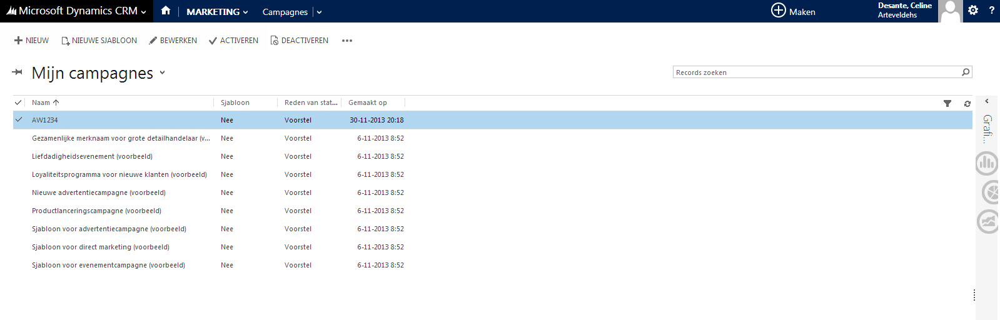 Microsoft Dynamics CRM MARKETING Campagnes Maken Desante, Celine ?
Arteveldehs
NIEUW NIEUWE SJABLOON BEWERKEN ACTIVEREN DEACTIVEREN •••
Mijn campagnes
Records zoeken
Naam Sjabloon Reden van stat... Gemaakt op
AW1234 Nee Voorstel 30-11-2013 20:18
Gezamenlijke merknaam voor grote detailhandelaar (v... Nee Voorstel 6-11-2013 8:52
Liefdadigheidsevenement (voorbeeld) Nee Voorstel 6-11-2013 8:52
Loyaliteitsprogramma voor nieuwe klanten (voorbeeld) Nee Voorstel 6-11-2013 8:52
Nieuwe advertentiecampagne (voorbeeld) Nee Voorstel 6-11-2013 8:52
Productlanceringscampagne (voorbeeld) Nee Voorstel 6-11-2013 8:52
Sjabloon voor advertentiecampagne (voorbeeld) Nee Voorstel 6-11-2013 8:52
Sjabloon voor direct marketing (voorbeeld) Nee Voorstel 6-11-2013 8:52
Sjabloon voor evenementcampagne (voorbeeld) Nee Voorstel 6-11-2013 8:52
Grafi...